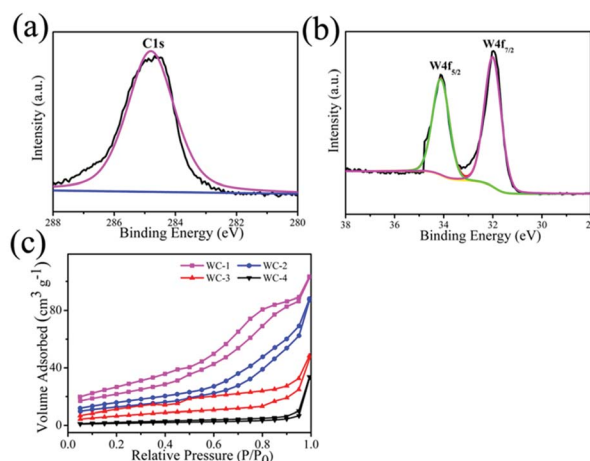 (a)
C1s
Intensity (a.u.)
288 286 284 282 280
Binding Energy (eV)
(b)
W4f5/2
W4f7/2
Intensity (a.u.)
38 36 34 32 30
Binding Energy (eV)
(c)
WC-1 WC-2
WC-3 WC-4
Volume Adsorbed (cm³ g⁻¹)
80
40
0
0.0 0.2 0.4 0.6 0.8 1.0
Relative Pressure (P/P0)